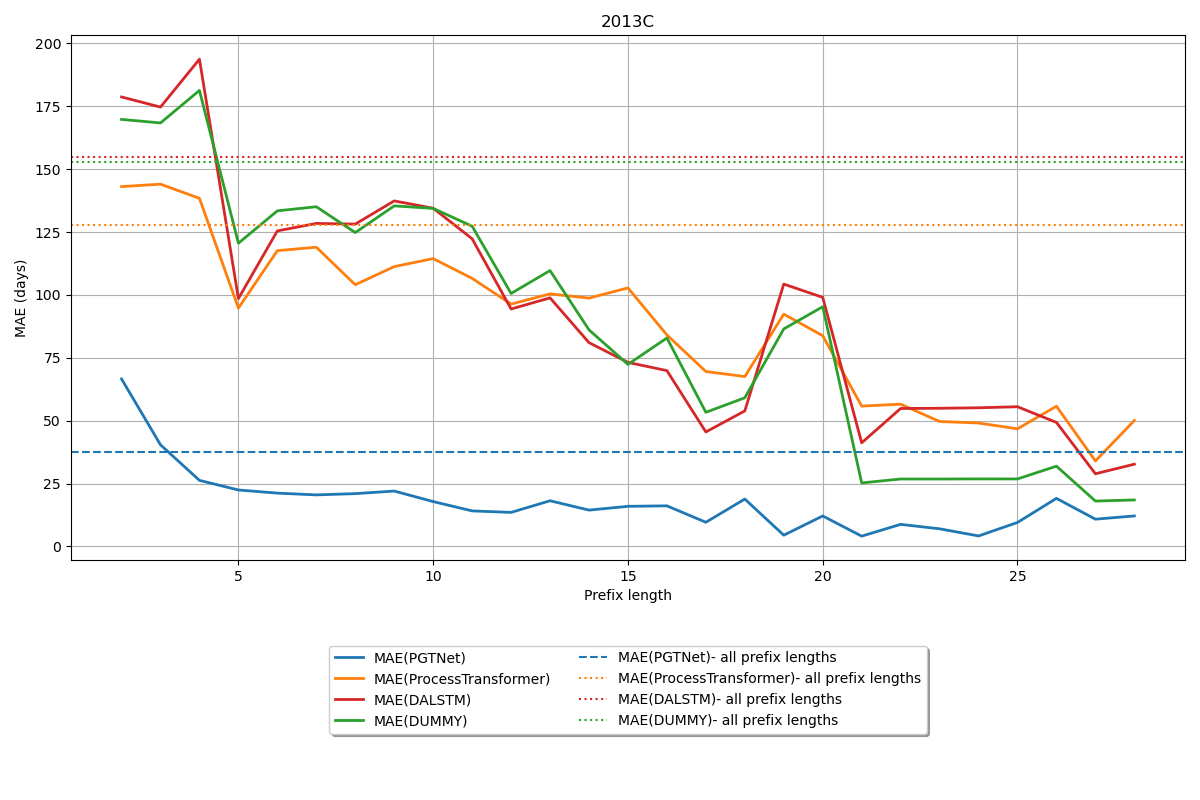 2013C
200
175
150
125
100
75
50
25
0
MAE (days)
5 10 15 20 25
Prefix length
MAE(PGTNet)
MAE(ProcessTransformer)
MAE(DALSTM)
MAE(DUMMY)
MAE(PGTNet)- all prefix lengths
MAE(ProcessTransformer)- all prefix lengths
MAE(DALSTM)- all prefix lengths
MAE(DUMMY)- all prefix lengths